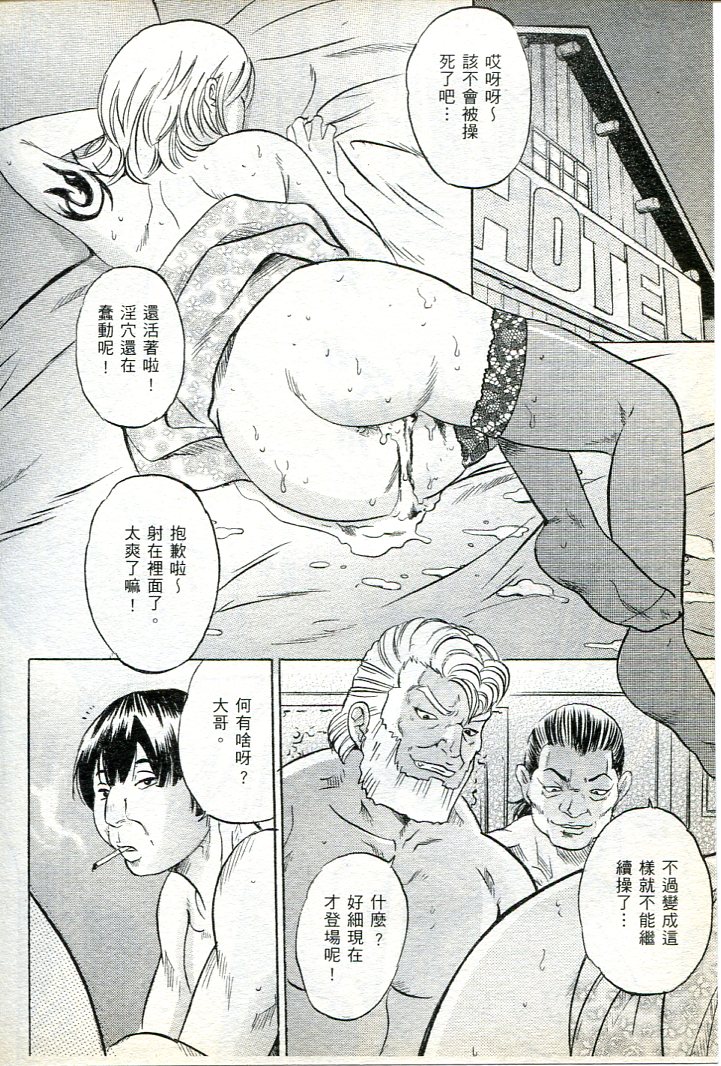 哎呀呀～
該不會被操
死了吧…
HOTEL
還活著啦！
淫穴還在
蠢動呢！
抱歉啦～
射在裡面了。
太爽了嘛！
不過變成這
樣就不能繼
續操了…
什麼？
好細現在
才登場呢！
何有啥呀？
大哥。